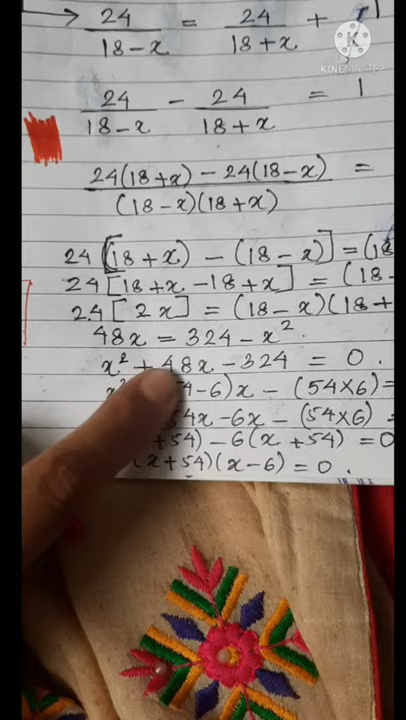 → 24/(18-x) = 24/(18+x) + 1
KINEMASTER
24/(18-x) - 24/(18+x) = 1
(24(18+x) - 24(18-x))/((18-x)(18+x)) =
24[(18+x) - (18-x)] = (18
24[18+x-18+x] = (18-
24[2x] = (18-x)(18+
48x = 324 - x²
x² + 48x - 324 = 0.
4-6)x - (54×6) =
54x - 6x - (54×6) =
+54) - 6(x+54) = 0
(x+54)(x-6) = 0.